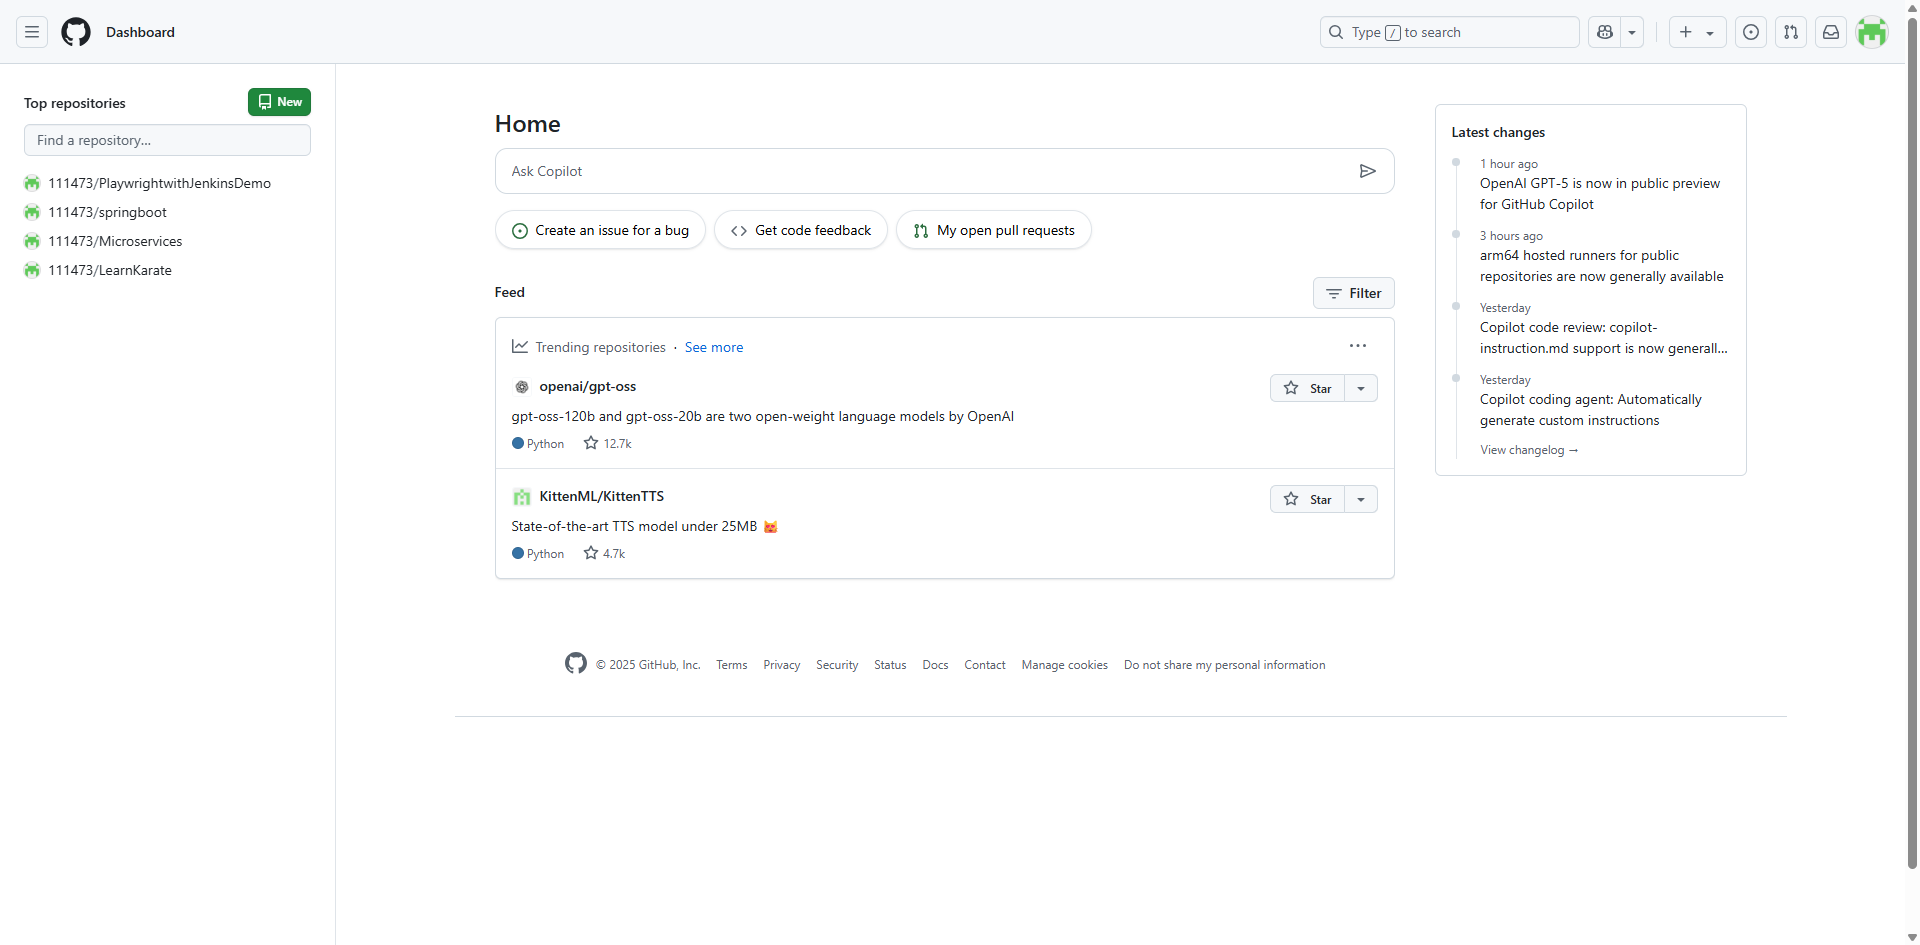 Dashboard
Type / to search
Top repositories
New
Find a repository...
111473/PlaywrightwithJenkinsDemo
111473/springboot
111473/Microservices
111473/LearnKarate
Home
Ask Copilot
Create an issue for a bug
Get code feedback
My open pull requests
Feed
Filter
Trending repositories · See more
openai/gpt-oss
Star
gpt-oss-120b and gpt-oss-20b are two open-weight language models by OpenAI
Python 12.7k
KittenML/KittenTTS
Star
State-of-the-art TTS model under 25MB 😻
Python 4.7k
Latest changes
1 hour ago
OpenAI GPT-5 is now in public preview
for GitHub Copilot
3 hours ago
arm64 hosted runners for public
repositories are now generally available
Yesterday
Copilot code review: copilot-
instruction.md support is now generall...
Yesterday
Copilot coding agent: Automatically
generate custom instructions
View changelog →
© 2025 GitHub, Inc. Terms Privacy Security Status Docs Contact Manage cookies Do not share my personal information